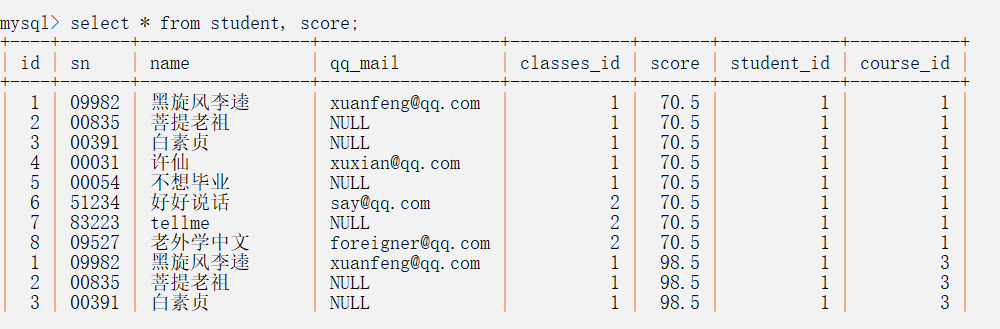 mysql> select * from student, score;
id | sn | name | qq_mail | classes_id | score | student_id | course_id
1 | 09982 | 黑旋风李逵 | xuanfeng@qq.com | 1 | 70.5 | 1 | 1
2 | 00835 | 菩提老祖 | NULL | 1 | 70.5 | 1 | 1
3 | 00391 | 白素贞 | NULL | 1 | 70.5 | 1 | 1
4 | 00031 | 许仙 | xuxian@qq.com | 1 | 70.5 | 1 | 1
5 | 00054 | 不想毕业 | NULL | 1 | 70.5 | 1 | 1
6 | 51234 | 好好说话 | say@qq.com | 2 | 70.5 | 1 | 1
7 | 83223 | tellme | NULL | 2 | 70.5 | 1 | 1
8 | 09527 | 老外学中文 | foreigner@qq.com | 2 | 70.5 | 1 | 1
1 | 09982 | 黑旋风李逵 | xuanfeng@qq.com | 1 | 98.5 | 1 | 3
2 | 00835 | 菩提老祖 | NULL | 1 | 98.5 | 1 | 3
3 | 00391 | 白素贞 | NULL | 1 | 98.5 | 1 | 3